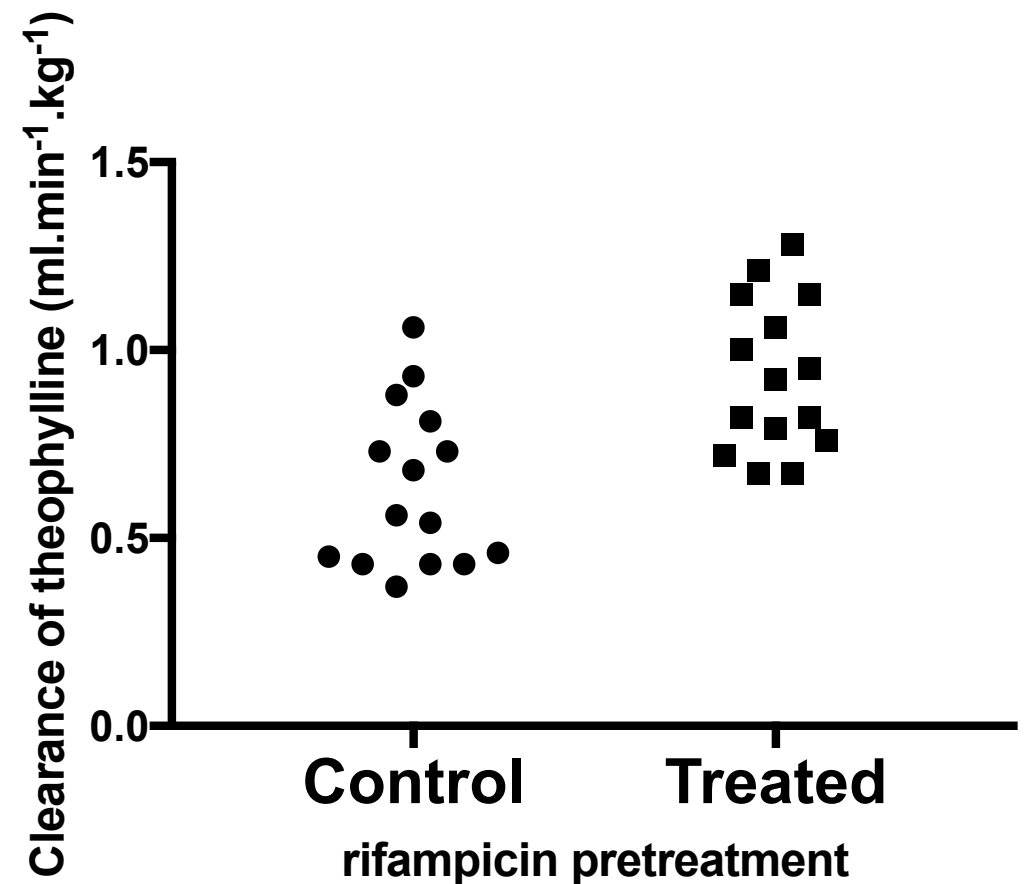 Clearance of theophylline (ml.min-1.kg-1)
1.5
1.0
0.5
0.0
Control Treated
rifampicin pretreatment